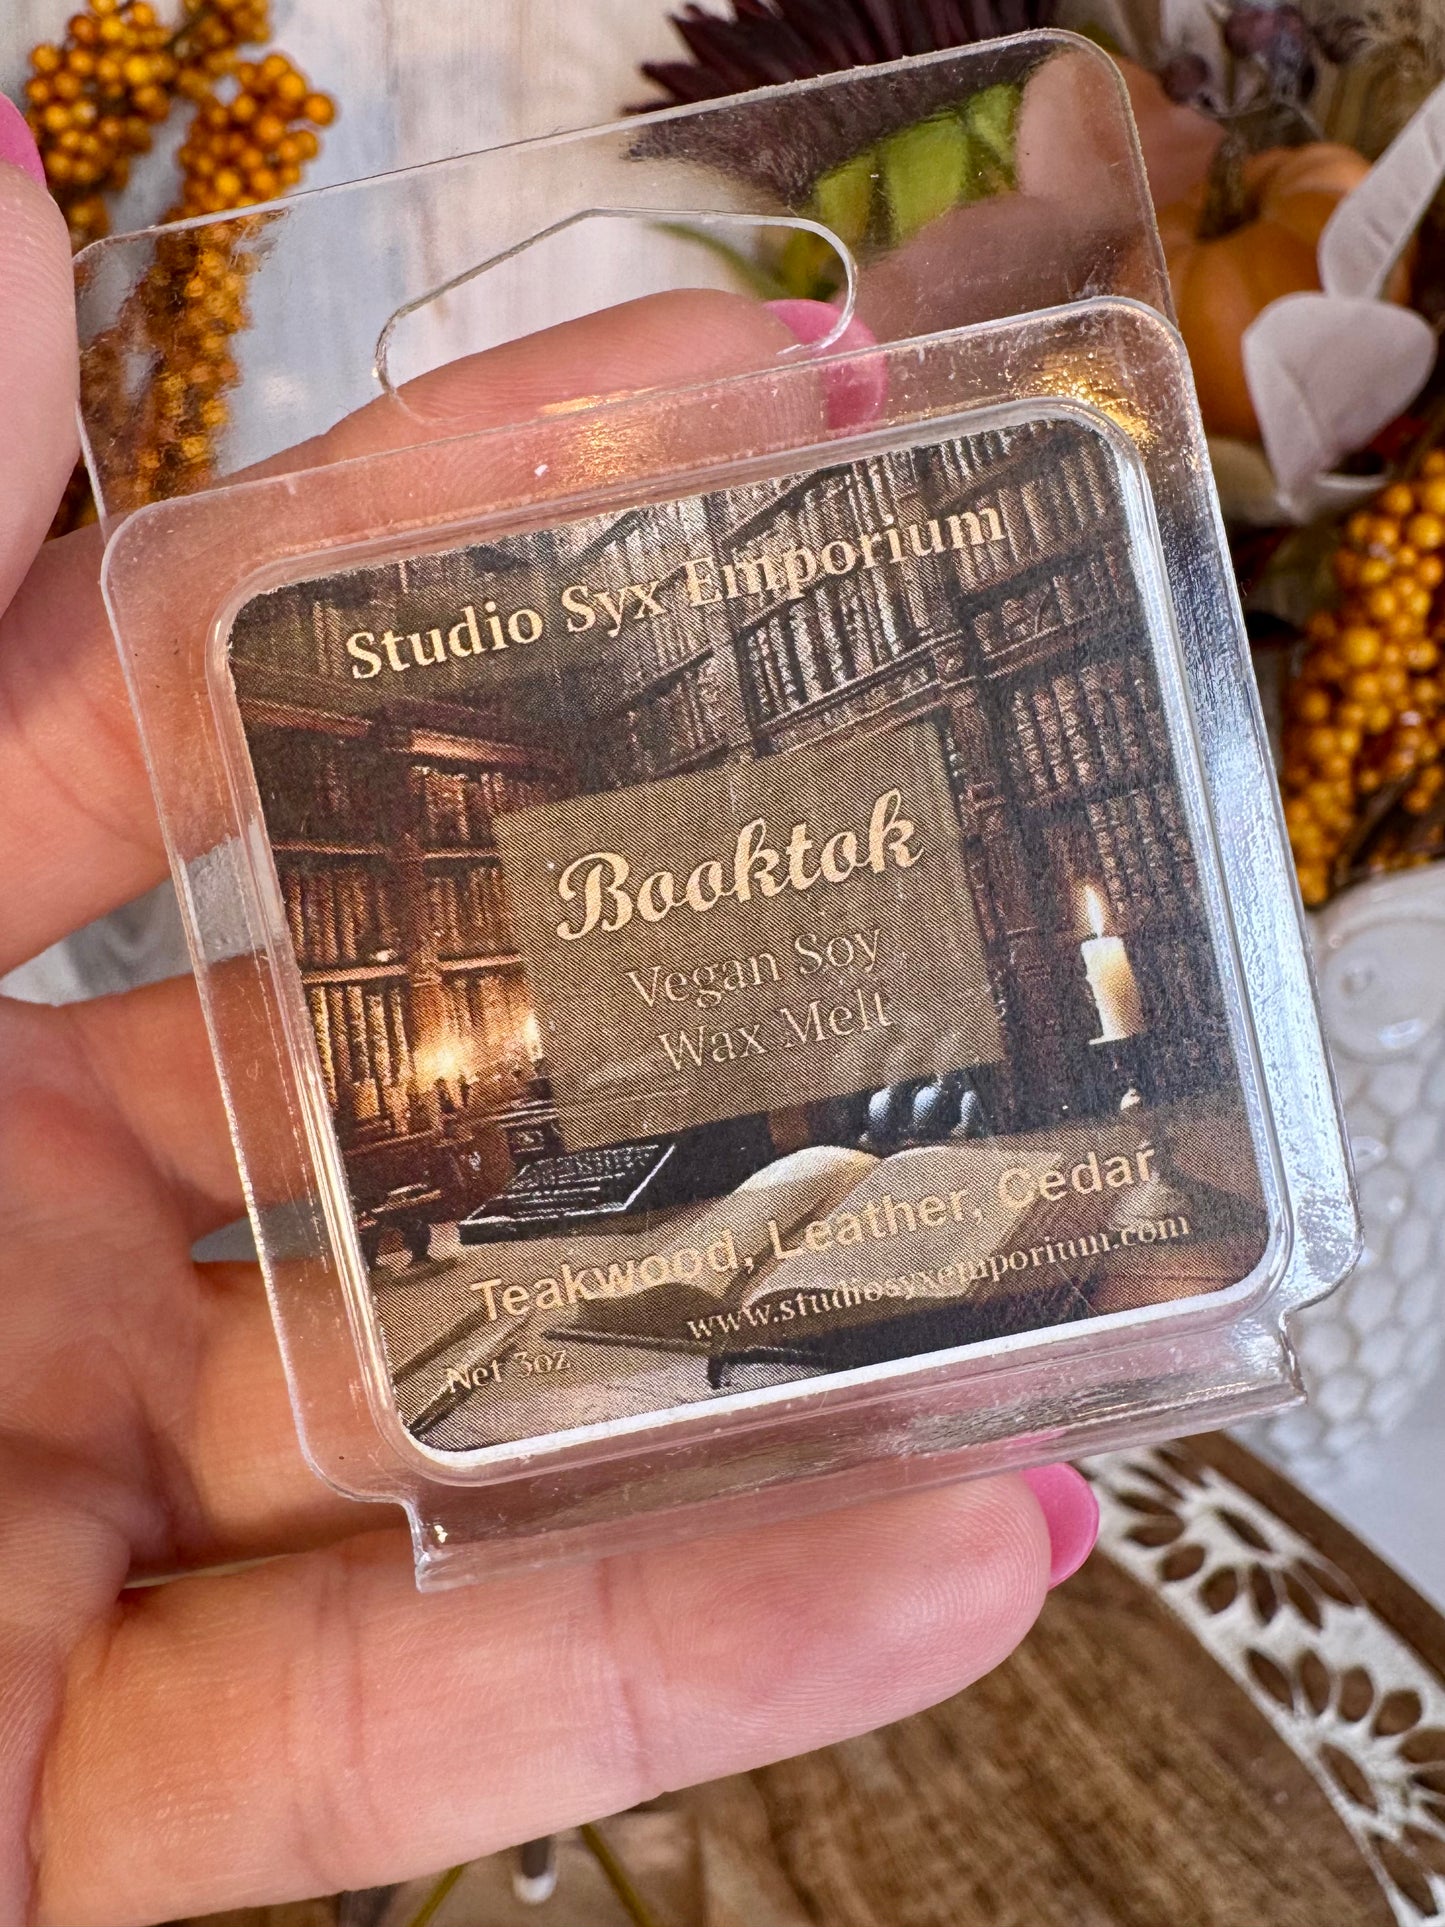 Studio Syx Emporium
Booktok
Vegan Soy
Wax Melt
Teakwood, Leather, Cedar
www.studiosyxemporium.com
Net 3oz